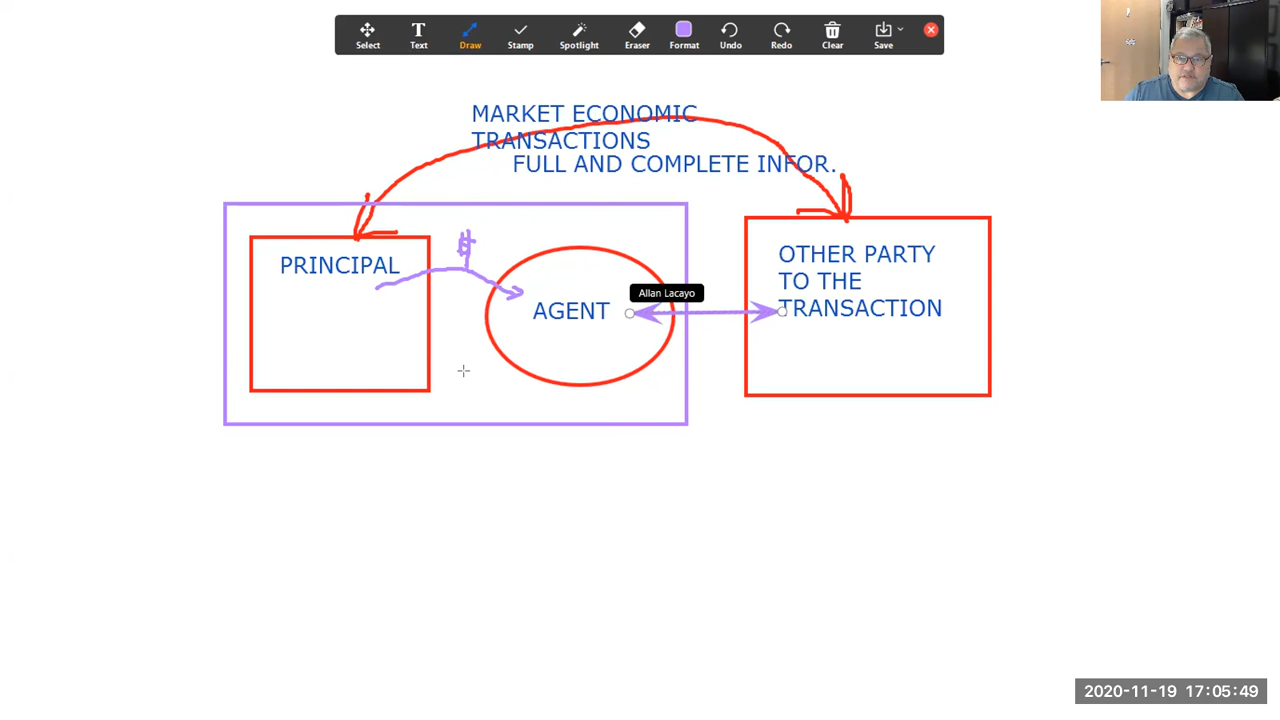 Select
Text
Draw
Stamp
Spotlight
Eraser
Format
Undo
Redo
Clear
Save
MARKET ECONOMIC
TRANSACTIONS
FULL AND COMPLETE INFOR.
PRINCIPAL
$
AGENT
Allan Lacayo
OTHER PARTY
TO THE
TRANSACTION
2020-11-19 17:05:49